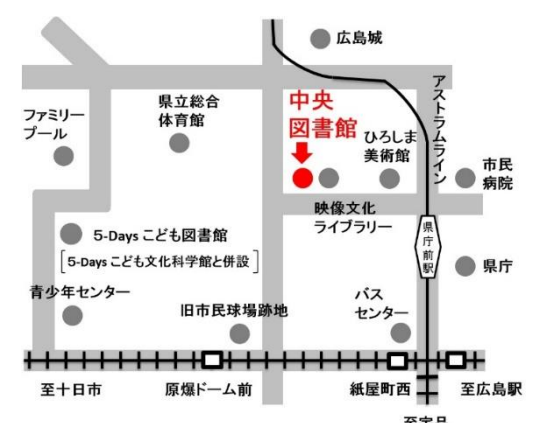 広島城
アストラムライン
県立総合
体育館
中央
図書館
ファミリー
プール
ひろしま
美術館
市民
病院
映像文化
ライブラリー
県庁前駅
5-Days こども図書館
[5-Days こども文化科学館と併設]
県庁
青少年センター
旧市民球場跡地
バス
センター
至十日市
原爆ドーム前
紙屋町西
至広島駅